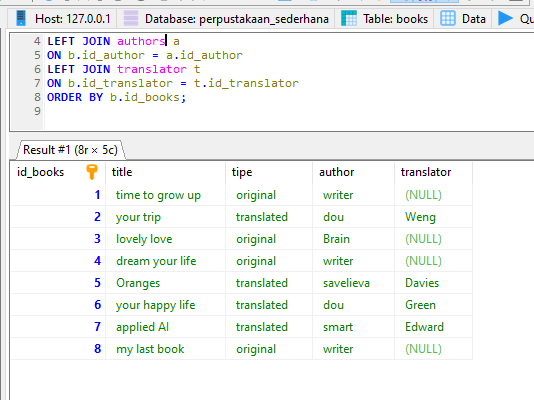 Host: 127.0.0.1 Database: perpustakaan_sederhana Table: books Data Qu
4 LEFT JOIN authors a
5 ON b.id_author = a.id_author
6 LEFT JOIN translator t
7 ON b.id_translator = t.id_translator
8 ORDER BY b.id_books;
9
Result #1 (8r × 5c)
id_books title tipe author translator
1 time to grow up original writer (NULL)
2 your trip translated dou Weng
3 lovely love original Brain (NULL)
4 dream your life original writer (NULL)
5 Oranges translated savelieva Davies
6 your happy life translated dou Green
7 applied AI translated smart Edward
8 my last book original writer (NULL)